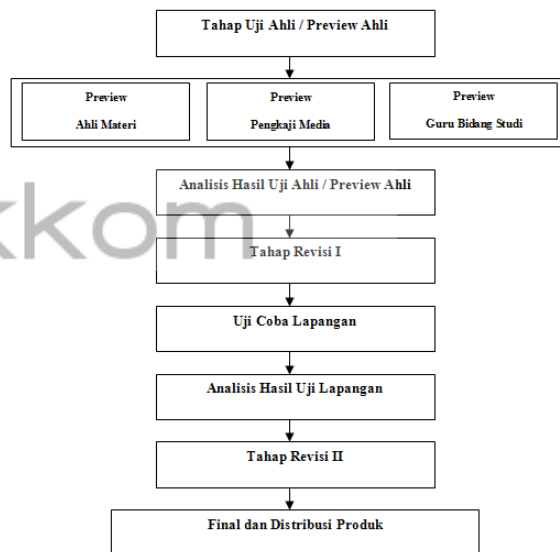 Tahap Uji Ahli / Preview Ahli
Preview
Ahli Materi
Preview
Pengkaji Media
Preview
Guru Bidang Studi
Analisis Hasil Uji Ahli / Preview Ahli
kkom
Tahap Revisi I
Uji Coba Lapangan
Analisis Hasil Uji Lapangan
Tahap Revisi II
Final dan Distribusi Produk